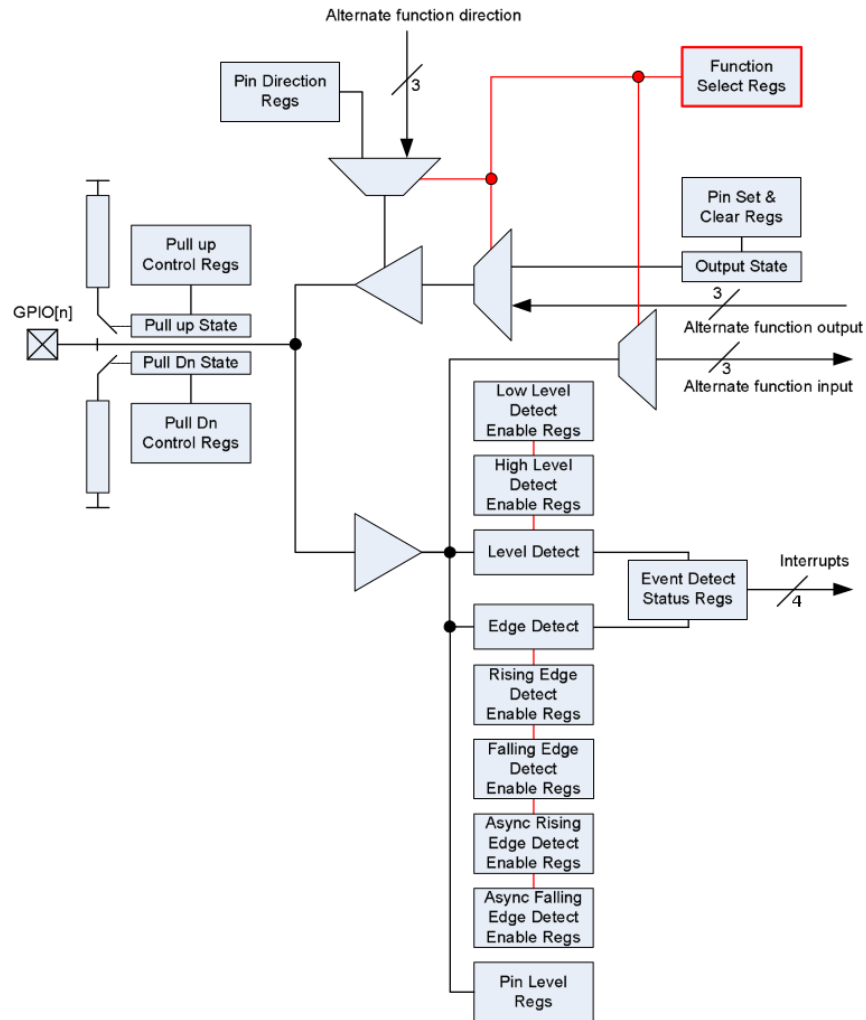 Alternate function direction
3
Pin Direction
Regs
Function
Select Regs
Pin Set &
Clear Regs
Output State
Pull up
Control Regs
GPIO[n]
Pull up State
Pull Dn State
Pull Dn
Control Regs
3
Alternate function output
3
Alternate function input
Low Level
Detect
Enable Regs
High Level
Detect
Enable Regs
Level Detect
Interrupts
Event Detect
Status Regs
4
Edge Detect
Rising Edge
Detect
Enable Regs
Falling Edge
Detect
Enable Regs
Async Rising
Edge Detect
Enable Regs
Async Falling
Edge Detect
Enable Regs
Pin Level
Regs